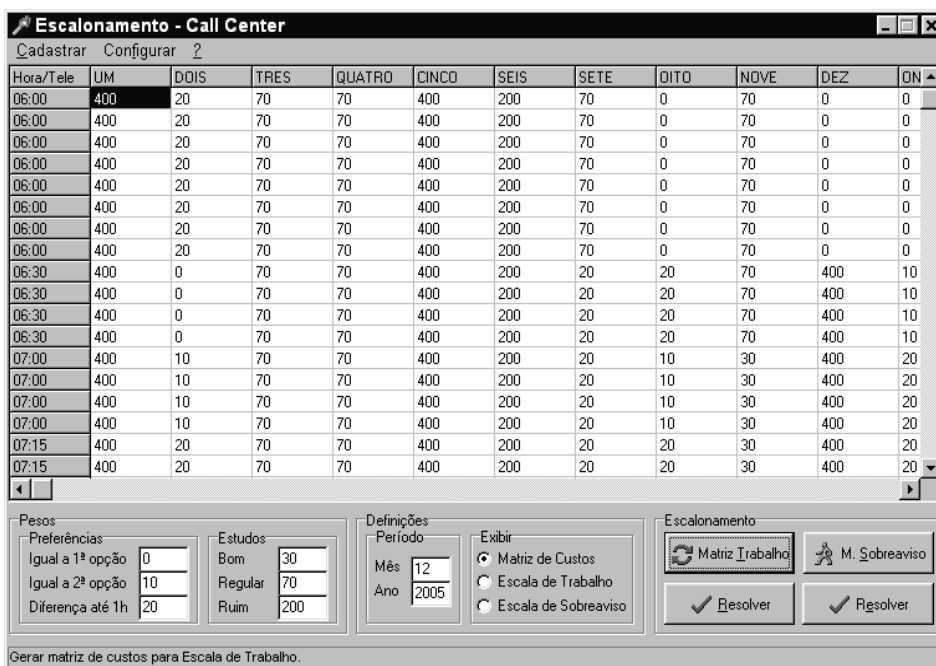 Escalonamento - Call Center
Cadastrar Configurar ?
Hora/Tele UM DOIS TRES QUATRO CINCO SEIS SETE OITO NOVE DEZ ON
06:00 400 20 70 70 400 200 70 0 70 0 0
06:00 400 20 70 70 400 200 70 0 70 0 0
06:00 400 20 70 70 400 200 70 0 70 0 0
06:00 400 20 70 70 400 200 70 0 70 0 0
06:00 400 20 70 70 400 200 70 0 70 0 0
06:00 400 20 70 70 400 200 70 0 70 0 0
06:00 400 20 70 70 400 200 70 0 70 0 0
06:00 400 20 70 70 400 200 70 0 70 0 0
06:30 400 0 70 70 400 200 20 20 70 400 10
06:30 400 0 70 70 400 200 20 20 70 400 10
06:30 400 0 70 70 400 200 20 20 70 400 10
06:30 400 0 70 70 400 200 20 20 70 400 10
07:00 400 10 70 70 400 200 20 10 30 400 20
07:00 400 10 70 70 400 200 20 10 30 400 20
07:00 400 10 70 70 400 200 20 10 30 400 20
07:00 400 10 70 70 400 200 20 10 30 400 20
07:15 400 20 70 70 400 200 20 20 30 400 20
07:15 400 20 70 70 400 200 20 20 30 400 20
Pesos
Preferências
Igual a 1ª opção 0
Igual a 2ª opção 10
Diferença até 1h 20
Estudos
Bom 30
Regular 70
Ruim 200
Definições
Período
Mês 12
Ano 2005
Exibir
Matriz de Custos
Escala de Trabalho
Escala de Sobreaviso
Escalonamento
Matriz Trabalho M. Sobreaviso
Resolver Resolver
Gerar matriz de custos para Escala de Trabalho.